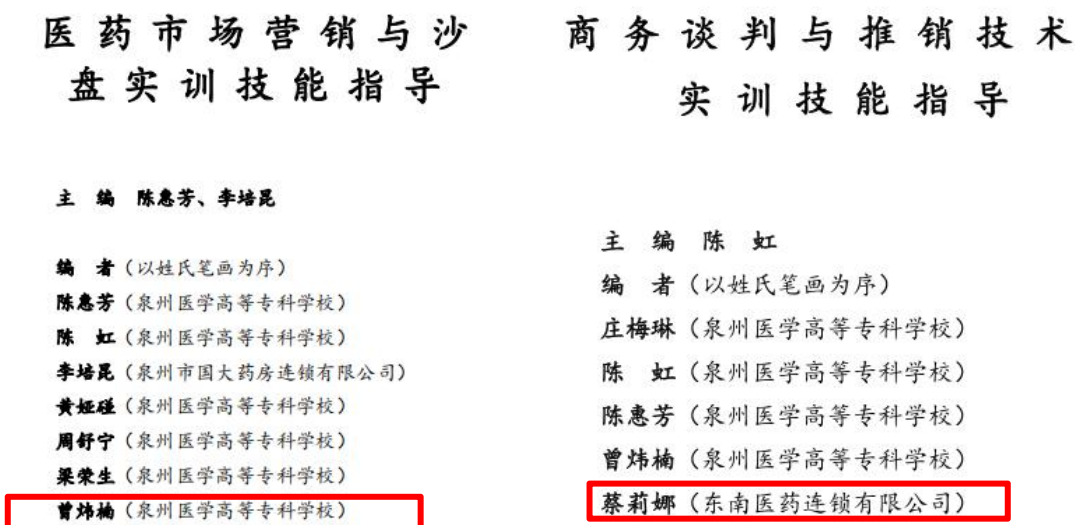 医药市场营销与沙
盘实训技能指导
主 编 陈惠芳、李培昆
编 者（以姓氏笔画为序）
陈惠芳（泉州医学高等专科学校）
陈 虹（泉州医学高等专科学校）
李培昆（泉州市国大药房连锁有限公司）
黄娅碰（泉州医学高等专科学校）
周舒宁（泉州医学高等专科学校）
梁荣生（泉州医学高等专科学校）
曾炜楠（泉州医学高等专科学校）
商务谈判与推销技术
实训技能指导
主 编 陈 虹
编 者（以姓氏笔画为序）
庄梅琳（泉州医学高等专科学校）
陈 虹（泉州医学高等专科学校）
陈惠芳（泉州医学高等专科学校）
曾炜楠（泉州医学高等专科学校）
蔡莉娜（东南医药连锁有限公司）